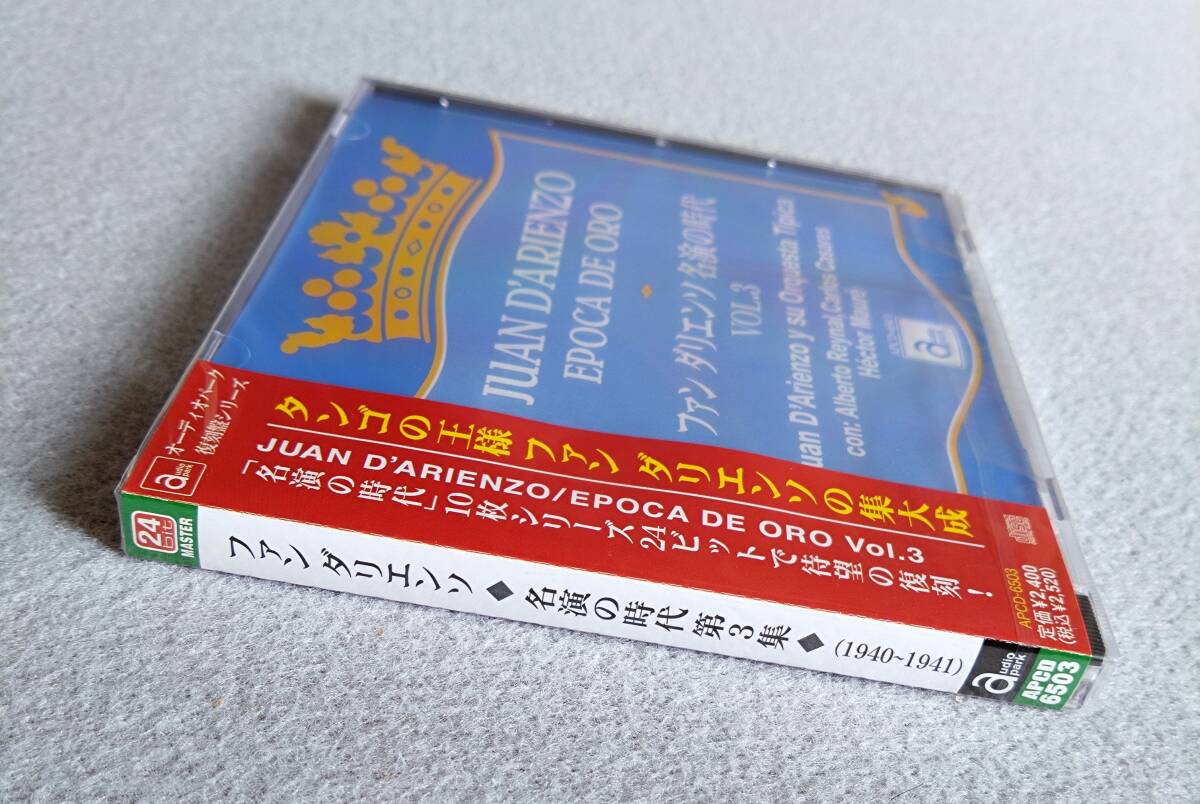 JUAN D'ARIENZO
EPOCA DE ORO
ファン ダリエンソ 名演の時代
VOL.3
Juan D'Arienzo y su Orquesta Tipica
con: Alberto Reynal, Carlos Casares
Héctor Mauré
オーディオパーク
復刻盤シリーズ
audio park
タンゴの王様 ファン ダリエンソの集大成
JUAN D'ARIENZO/EPOCA DE ORO Vol.3
「名演の時代」10枚シリーズ24ビットで待望の復刻!
APCD-6503
定価¥2,400
(税込¥2,520)
24bit
MASTER
ファン ダリエンソ◆名演の時代 第3集◆(1940~1941)
audio park
APCD
6503